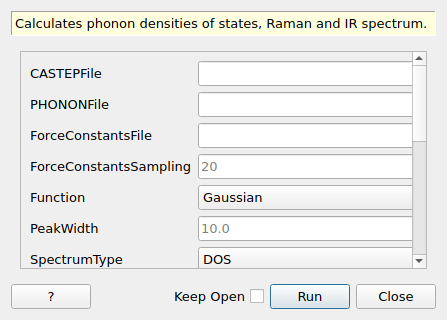 Calculates phonon densities of states, Raman and IR spectrum.
CASTEPFile
PHONONFile
ForceConstantsFile
ForceConstantsSampling 20
Function Gaussian
PeakWidth 10.0
SpectrumType DOS
? Keep Open Run Close